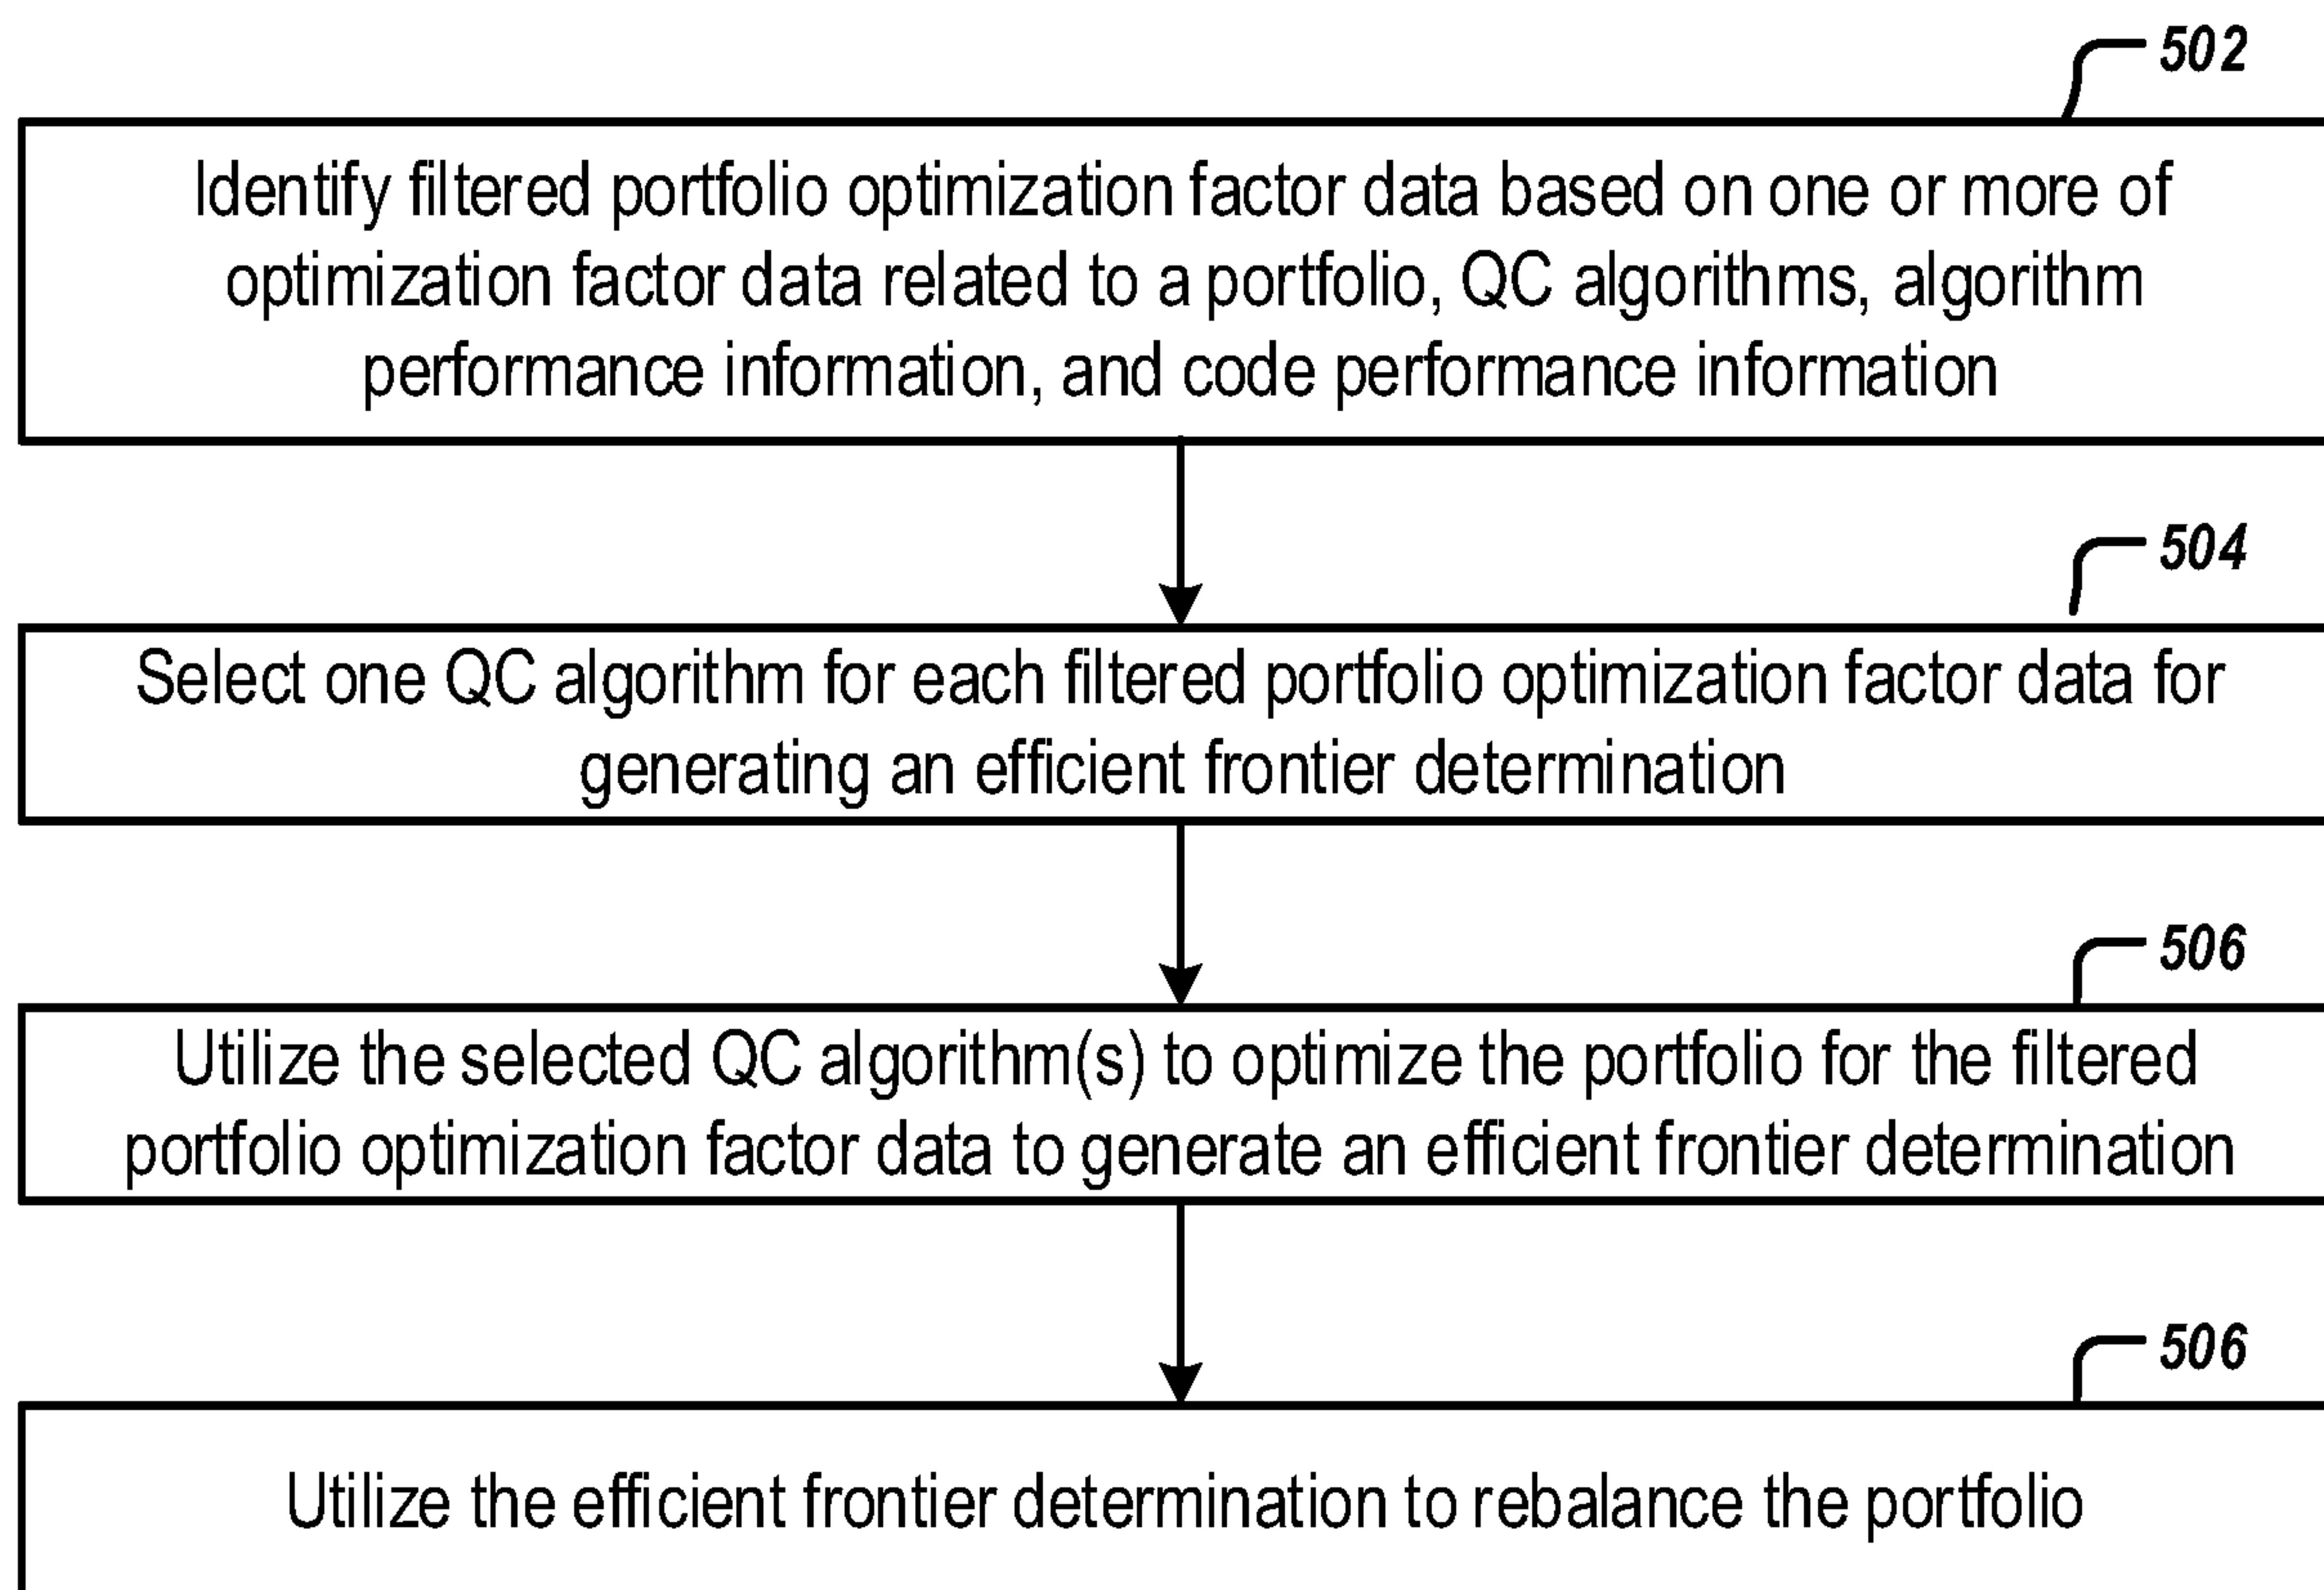 502
Identify filtered portfolio optimization factor data based on one or more of
optimization factor data related to a portfolio, QC algorithms, algorithm
performance information, and code performance information
504
Select one QC algorithm for each filtered portfolio optimization factor data for
generating an efficient frontier determination
506
Utilize the selected QC algorithm(s) to optimize the portfolio for the filtered
portfolio optimization factor data to generate an efficient frontier determination
506
Utilize the efficient frontier determination to rebalance the portfolio